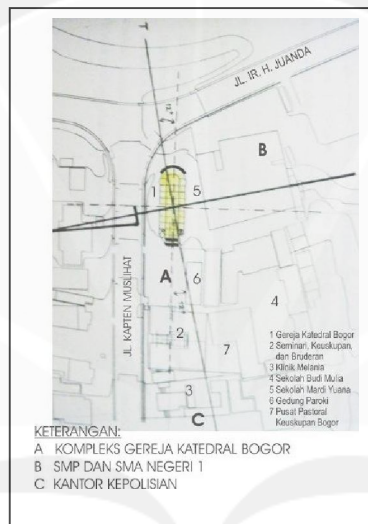 JL. IR. H. JUANDA
B
1
5
A
6
JL. KAPTEN MUSLIHAT
2
4
7
3
C
1 Gereja Katedral Bogor
2 Seminari, Keuskupan,
dan Bruderan
3 Klinik Melania
4 Sekolah Budi Mulia
5 Sekolah Mardi Yuana
6 Gedung Paroki
7 Pusat Pastoral
Keuskupan Bogor
KETERANGAN:
A KOMPLEKS GEREJA KATEDRAL BOGOR
B SMP DAN SMA NEGERI 1
C KANTOR KEPOLISIAN